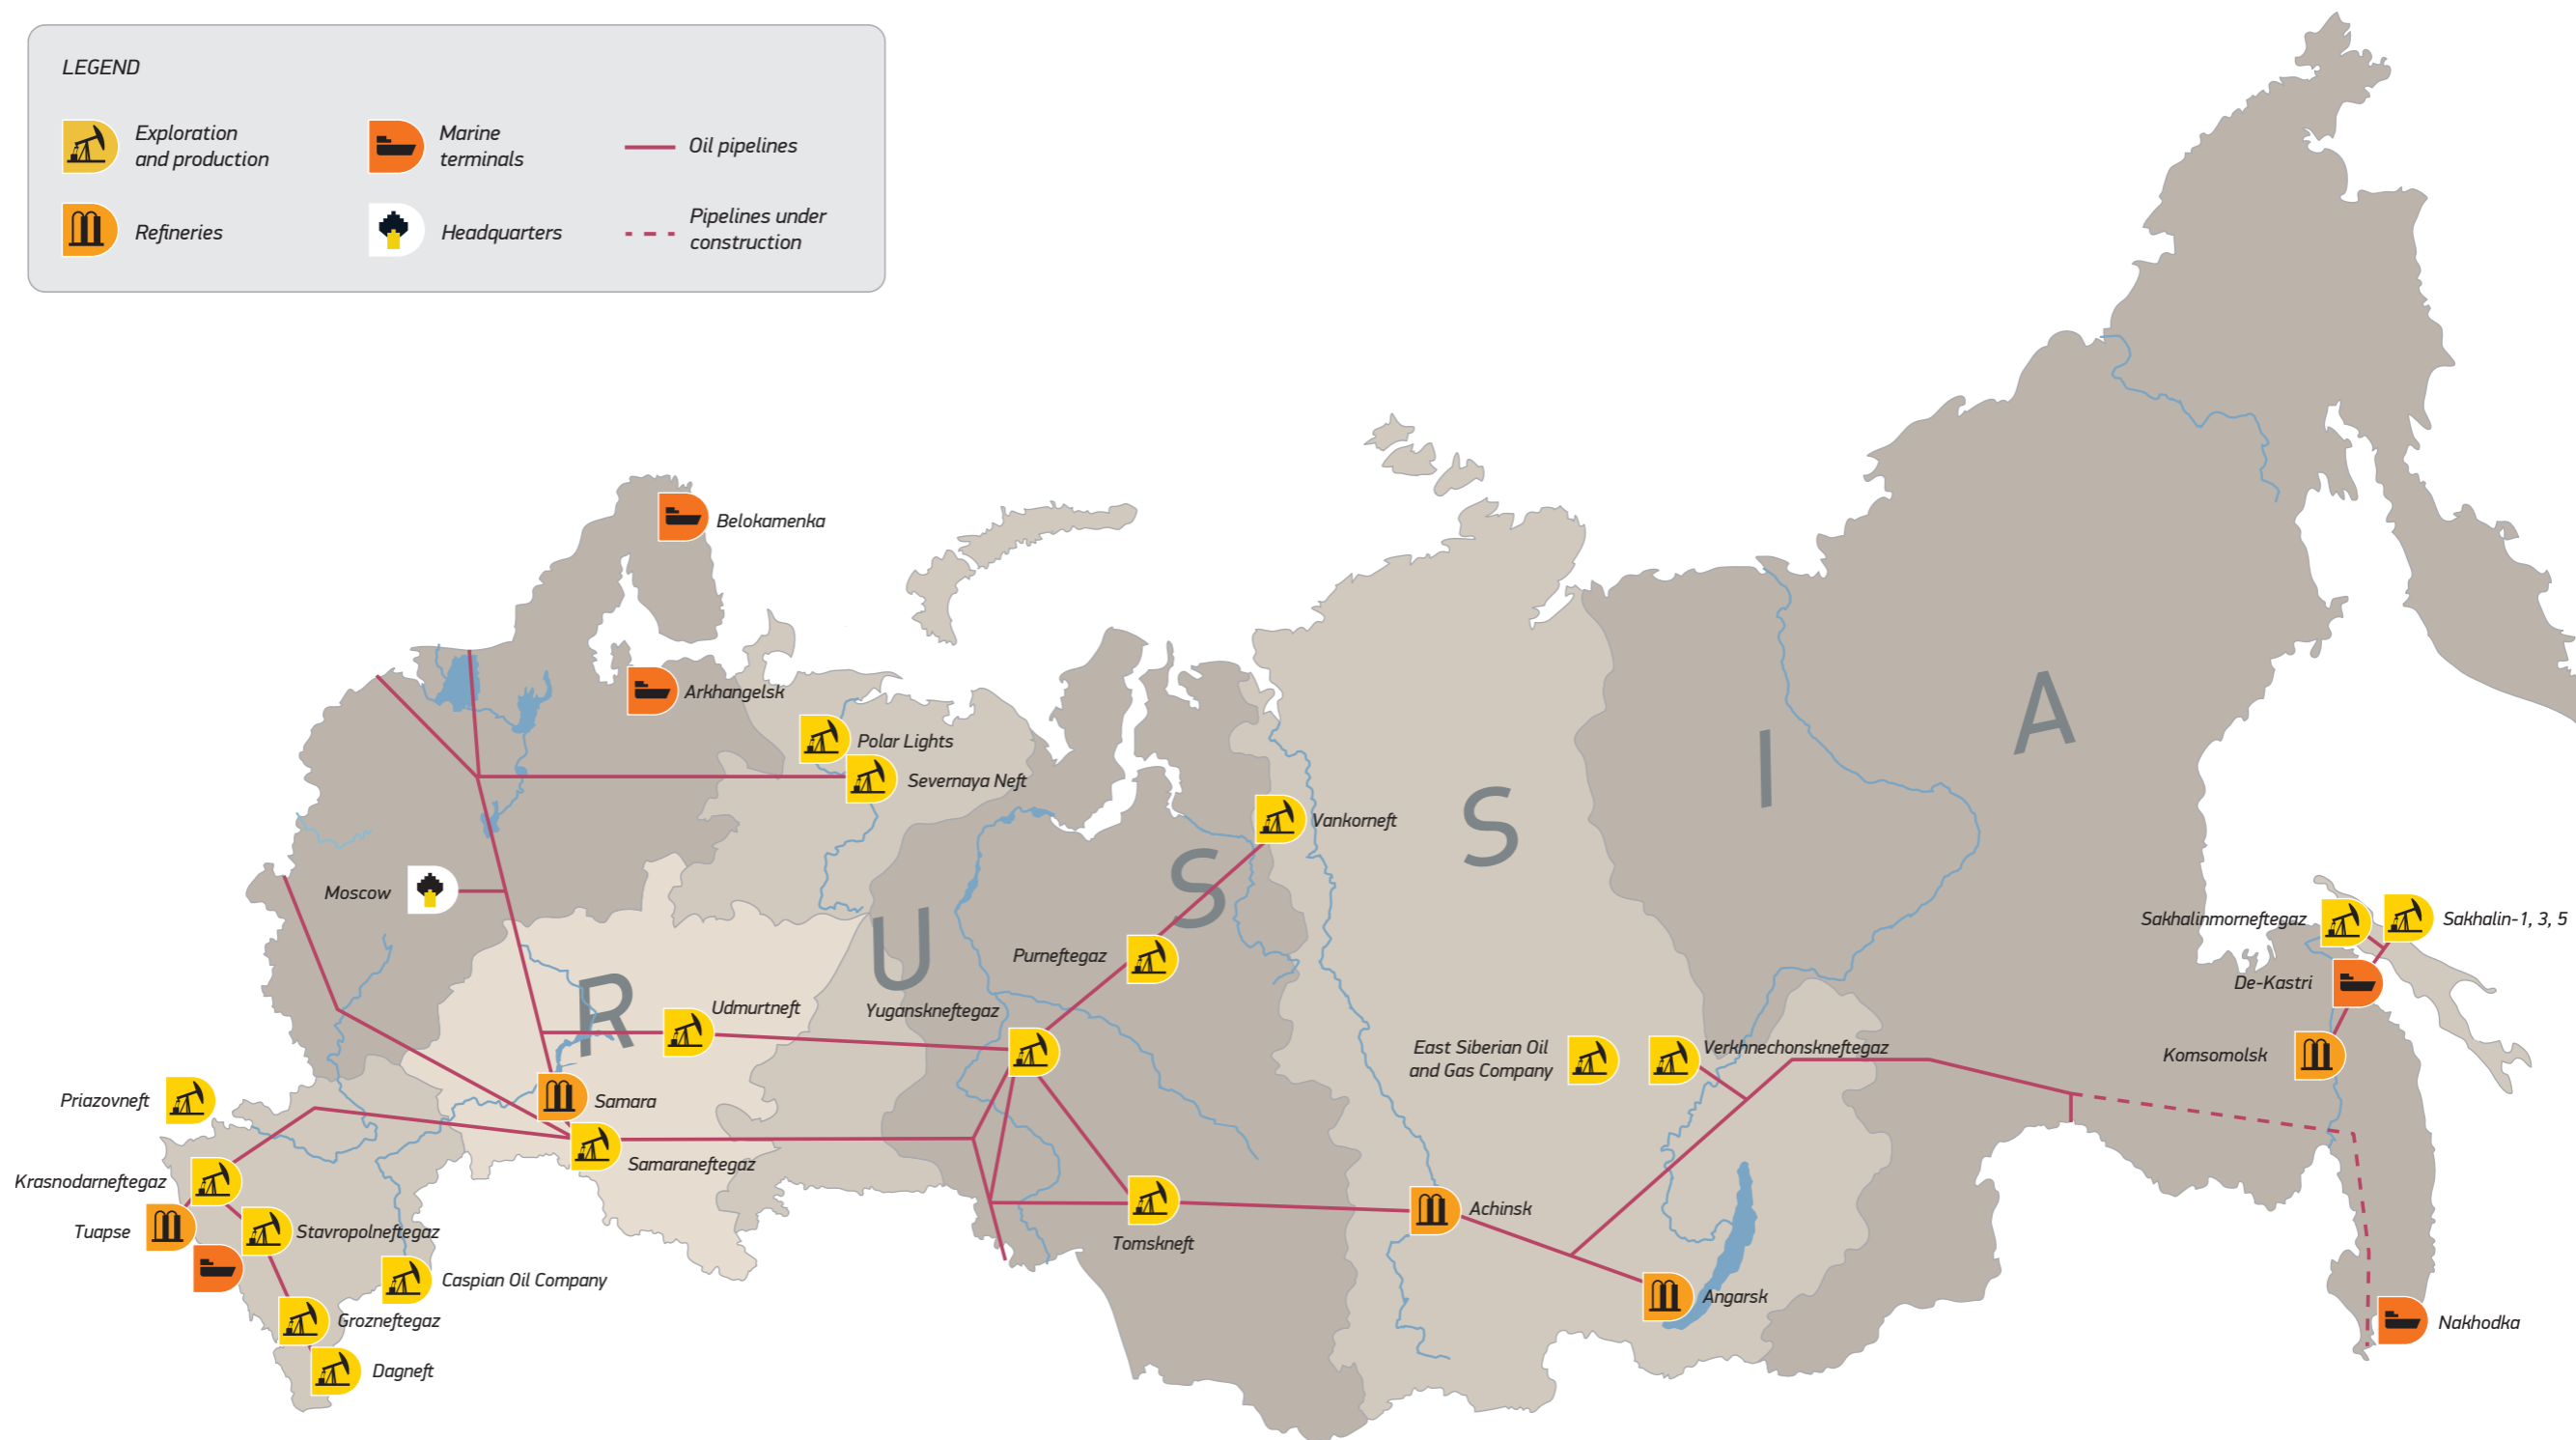 LEGEND
Exploration
and production
Marine
terminals
Oil pipelines
Refineries
Headquarters
Pipelines under
construction
Belokamenka
Arkhangelsk
Polar Lights
Severnaya Neft
Vankorneft
Moscow
R U S S I A
Sakhalinmorneftegaz
Sakhalin-1, 3, 5
Purneftegaz
De-Kastri
Udmurtneft
Yuganskneftegaz
East Siberian Oil
and Gas Company
Verkhnechonskneftegaz
Komsomolsk
Priazovneft
Samara
Samaraneftegaz
Krasnodarneftegaz
Achinsk
Tuapse
Stavropolneftegaz
Tomskneft
Caspian Oil Company
Angarsk
Grozneftegaz
Nakhodka
Dagneft